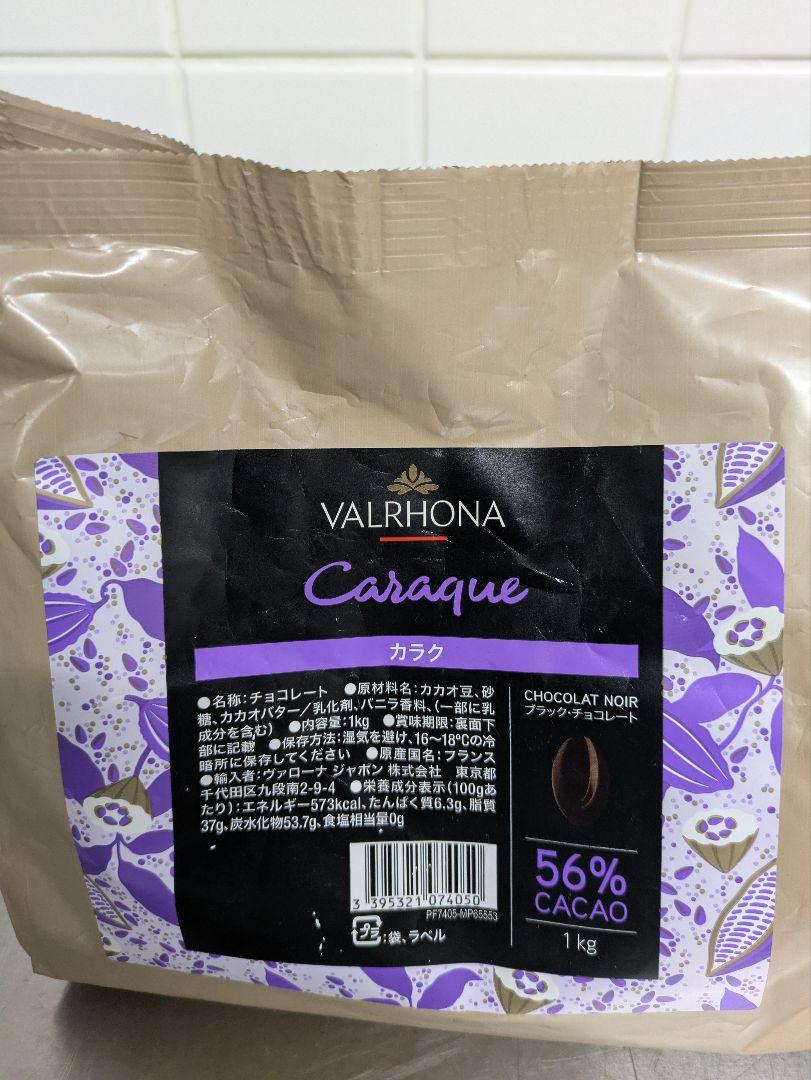 VALRHONA
Caraque
カラク
●名称:チョコレート ●原材料名:カカオ豆、砂
糖、カカオバター/乳化剤、バニラ香料、(一部に乳
成分を含む) ●内容量:1kg ●賞味期限:裏面下
部に記載 ●保存方法:湿気を避け、16~18℃の冷
暗所に保存してください ●原産国名:フランス
●輸入者:ヴァローナ ジャポン 株式会社 東京都
千代田区九段南2-9-4 ●栄養成分表示(100gあ
たり):エネルギー573kcal、たんぱく質6.3g、脂質
37g、炭水化物53.7g、食塩相当量0g
3 395321 074050
PF7405-MP65553
プラ:袋、ラベル
CHOCOLAT NOIR
ブラック・チョコレート
56%
CACAO
1kg